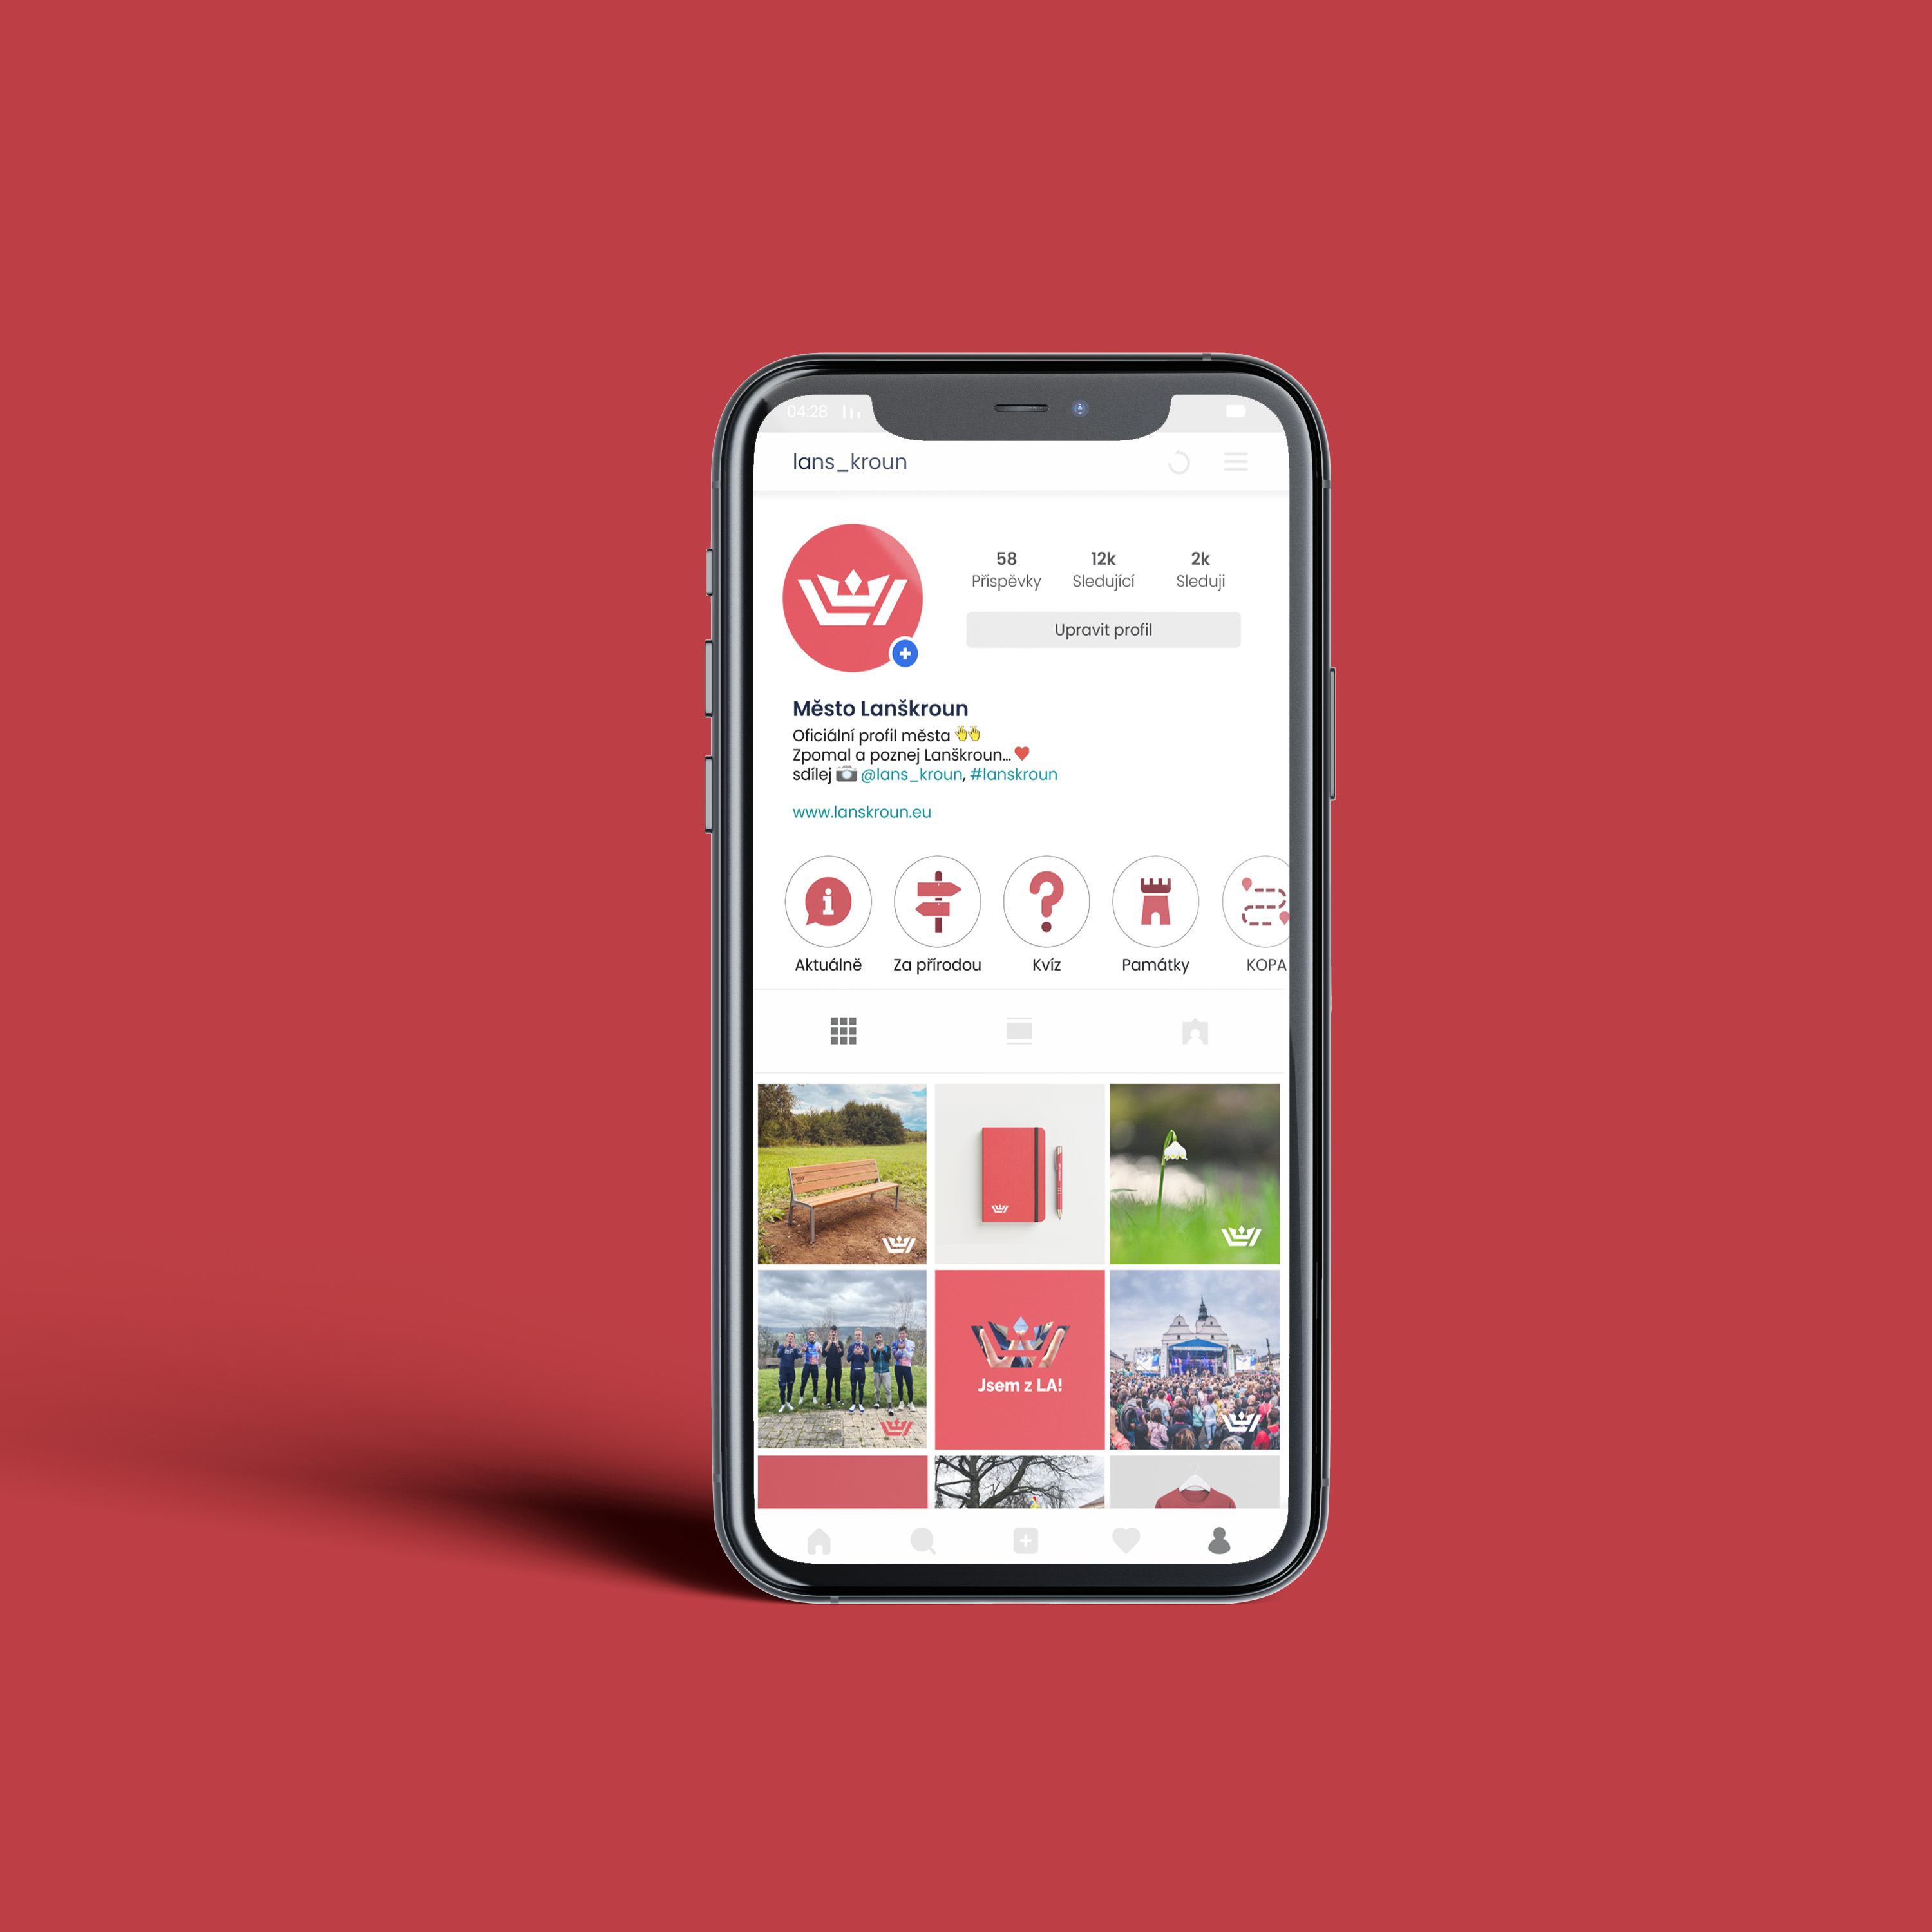 04:28
lans_kroun
58 12k 2k
Příspěvky Sledující Sleduji
Upravit profil
Město Lanškroun
Oficiální profil města
Zpomal a poznej Lanškroun...
sdílej @lans_kroun, #lanskroun
www.lanskroun.eu
Aktuálně Za přírodou Kvíz Památky KOPA
Jsem z LA!